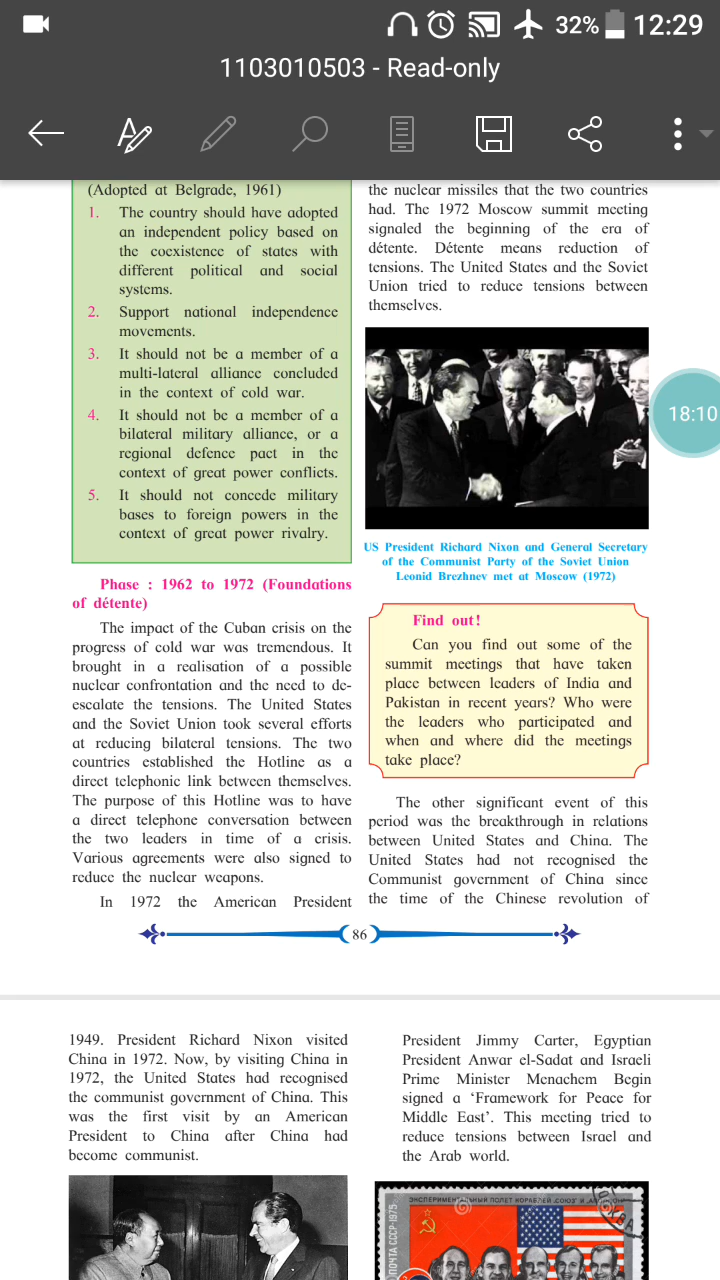 32% 12:29
1103010503 - Read-only
(Adopted at Belgrade, 1961)
1. The country should have adopted
an independent policy based on
the coexistence of states with
different political and social
systems.
2. Support national independence
movements.
3. It should not be a member of a
multi-lateral alliance concluded
in the context of cold war.
4. It should not be a member of a
bilateral military alliance, or a
regional defence pact in the
context of great power conflicts.
5. It should not concede military
bases to foreign powers in the
context of great power rivalry.
Phase : 1962 to 1972 (Foundations
of détente)
The impact of the Cuban crisis on the
progress of cold war was tremendous. It
brought in a realisation of a possible
nuclear confrontation and the need to de-
escalate the tensions. The United States
and the Soviet Union took several efforts
at reducing bilateral tensions. The two
countries established the Hotline as a
direct telephonic link between themselves.
The purpose of this Hotline was to have
a direct telephone conversation between
the two leaders in time of a crisis.
Various agreements were also signed to
reduce the nuclear weapons.
In 1972 the American President
the nuclear missiles that the two countries
had. The 1972 Moscow summit meeting
signaled the beginning of the era of
détente. Détente means reduction of
tensions. The United States and the Soviet
Union tried to reduce tensions between
themselves.
18:10
US President Richard Nixon and General Secretary
of the Communist Party of the Soviet Union
Leonid Brezhnev met at Moscow (1972)
Find out!
Can you find out some of the
summit meetings that have taken
place between leaders of India and
Pakistan in recent years? Who were
the leaders who participated and
when and where did the meetings
take place?
The other significant event of this
period was the breakthrough in relations
between United States and China. The
United States had not recognised the
Communist government of China since
the time of the Chinese revolution of
86
1949. President Richard Nixon visited
China in 1972. Now, by visiting China in
1972, the United States had recognised
the communist government of China. This
was the first visit by an American
President to China after China had
become communist.
President Jimmy Carter, Egyptian
President Anwar el-Sadat and Israeli
Prime Minister Menachem Begin
signed a 'Framework for Peace for
Middle East'. This meeting tried to
reduce tensions between Israel and
the Arab world.
ЭКСПЕРИМЕНТАЛЬНЫЙ ПОЛЕТ КОРАБЛЕЙ „СОЮЗ" И
ПОЧТА СССР·1975